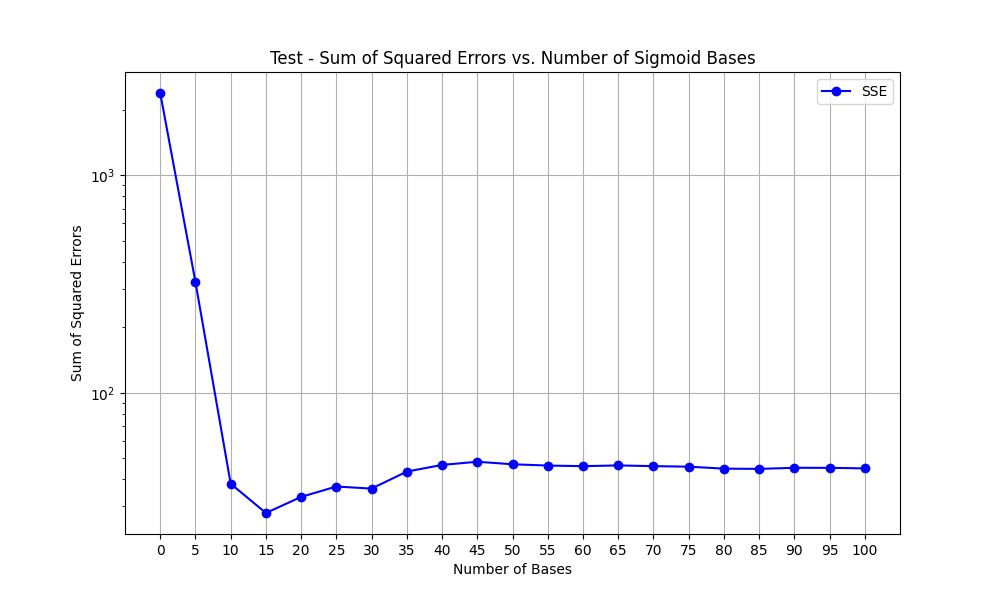 Test - Sum of Squared Errors vs. Number of Sigmoid Bases
SSE
Sum of Squared Errors
10³
10²
0 5 10 15 20 25 30 35 40 45 50 55 60 65 70 75 80 85 90 95 100
Number of Bases